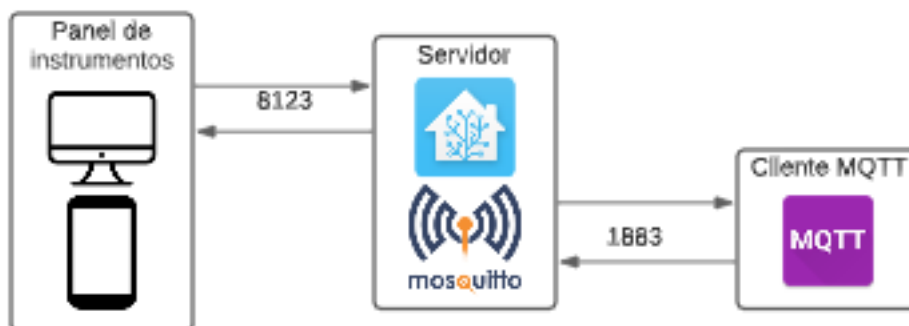 Panel de
instrumentos
8123
Servidor
mosquitto
1883
Cliente MQTT
MQTT